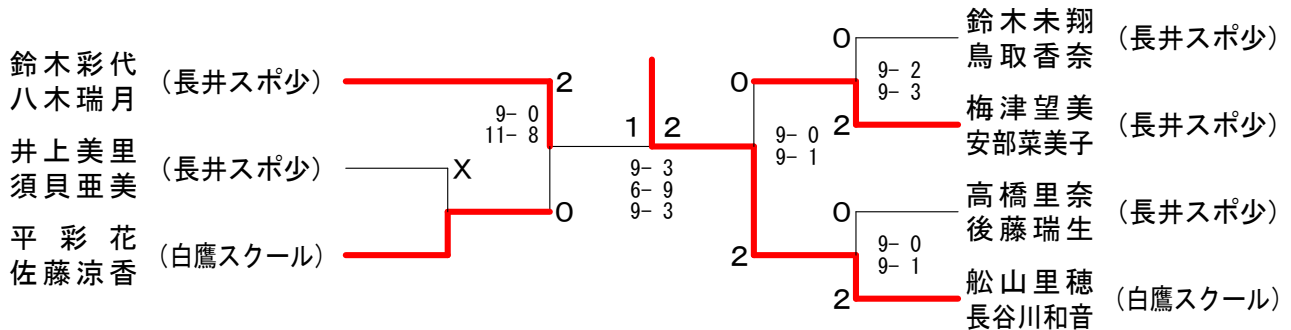 鈴木彩代
八木瑞月
(長井スポ少)
2
9- 0
11- 8
井上美里
須貝亜美
(長井スポ少)
X
0
平 彩 花
佐藤涼香
(白鷹スクール)
1 2
9- 3
6- 9
9- 3
0
9- 0
9- 1
2
0
9- 2
9- 3
2
鈴木未翔
鳥取香奈
(長井スポ少)
梅津望美
安部菜美子
(長井スポ少)
0
9- 0
9- 1
2
高橋里奈
後藤瑞生
(長井スポ少)
舩山里穂
長谷川和音
(白鷹スクール)